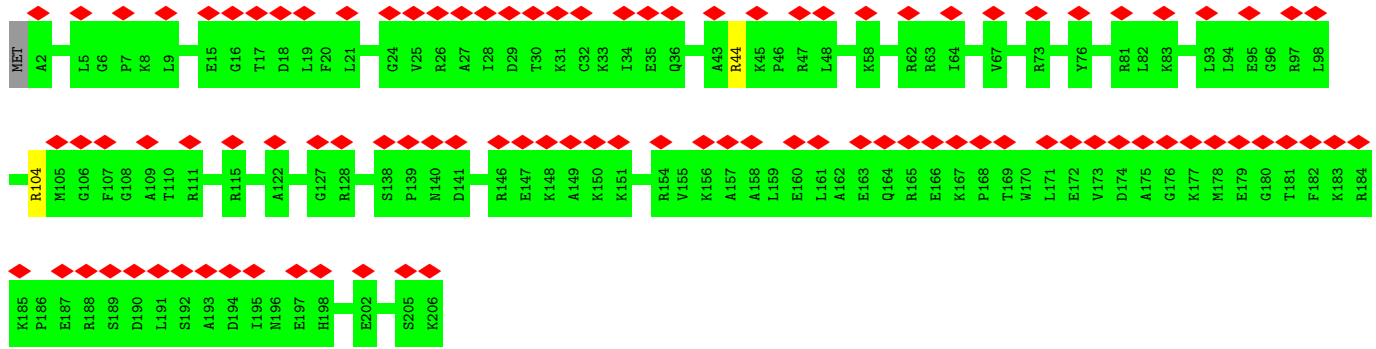 MET A2 L5 G6 P7 K8 L9 E15 G16 T17 D18 L19 F20 L21 G24 V25 R26 A27 I28 D29 T30 K31 C32 K33 I34 E35 Q36 A43 R44 K45 P46 R47 L48 K58 R62 R63 I64 V67 R73 Y76 R81 L82 K83 L93 L94 E95 G96 R97 L98
R104 M105 G106 F107 G108 A109 T110 R111 R115 A122 G127 R128 S138 P139 N140 D141 R146 E147 K148 A149 K150 K151 R154 V155 K156 A157 A158 L159 E160 L161 A162 E163 Q164 R165 E166 K167 P168 T169 W170 L171 E172 V173 D174 A175 G176 K177 M178 E179 G180 T181 F182 K183 R184
K185 P186 E187 R188 S189 D190 L191 S192 A193 D194 I195 N196 E197 H198 E202 S205 K206